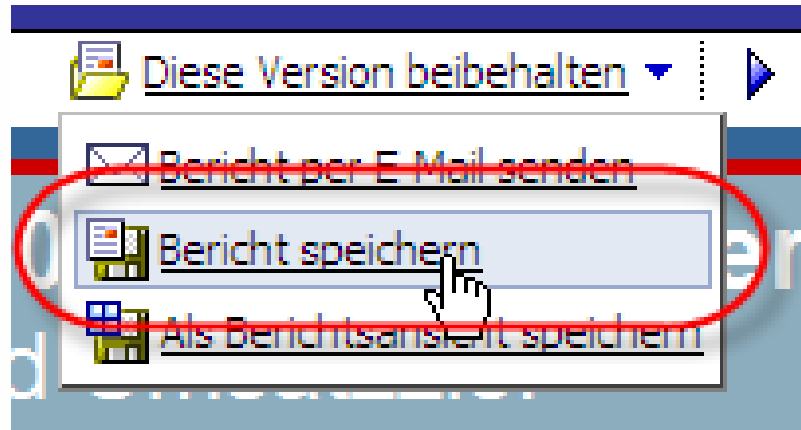 Diese Version beibehalten
Bericht per E-Mail senden
Bericht speichern
Als Berichtsansicht speichern